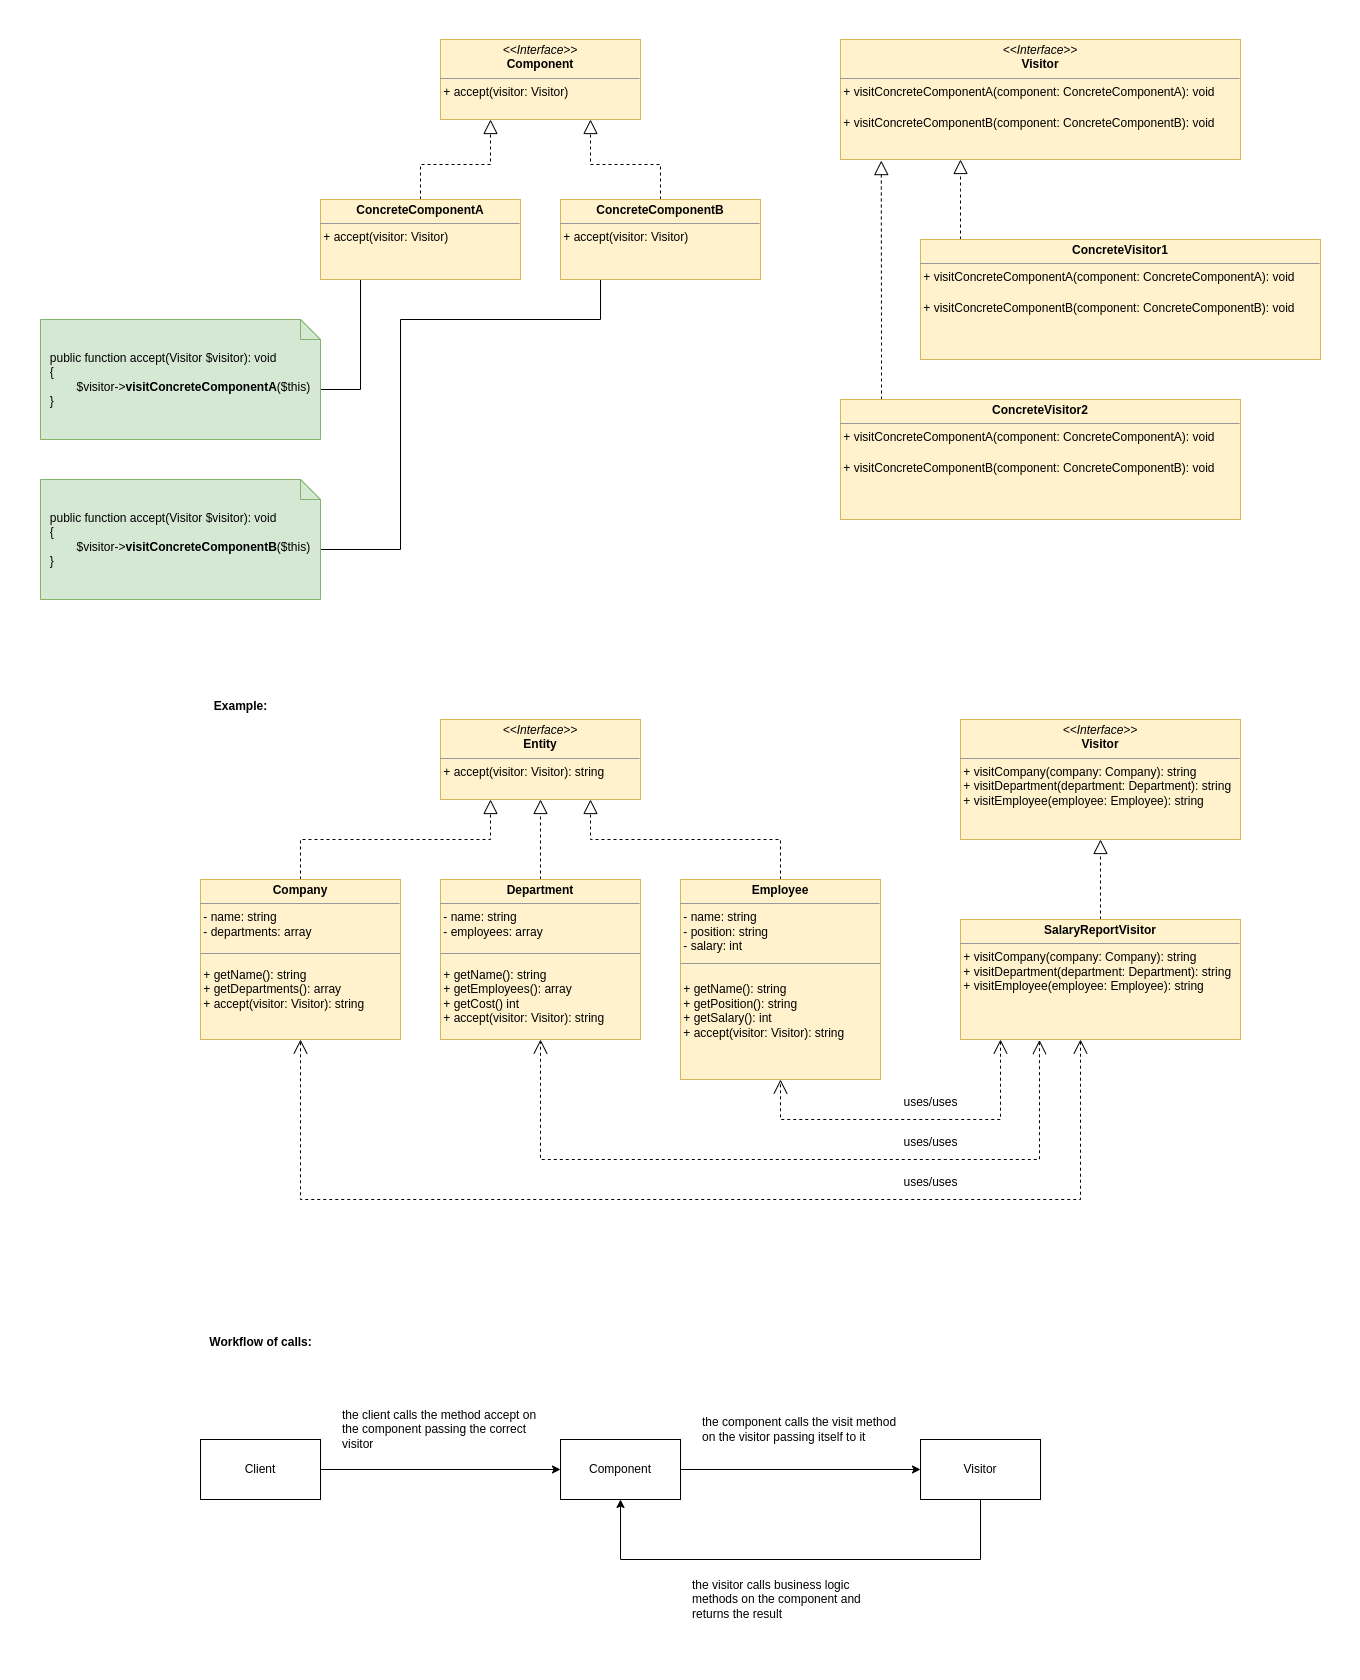 <<Interface>>
Component
+ accept(visitor: Visitor)
<<Interface>>
Visitor
+ visitConcreteComponentA(component: ConcreteComponentA): void
+ visitConcreteComponentB(component: ConcreteComponentB): void
ConcreteComponentA
+ accept(visitor: Visitor)
ConcreteComponentB
+ accept(visitor: Visitor)
ConcreteVisitor1
+ visitConcreteComponentA(component: ConcreteComponentA): void
+ visitConcreteComponentB(component: ConcreteComponentB): void
public function accept(Visitor $visitor): void
{
$visitor->visitConcreteComponentA($this)
}
ConcreteVisitor2
+ visitConcreteComponentA(component: ConcreteComponentA): void
+ visitConcreteComponentB(component: ConcreteComponentB): void
public function accept(Visitor $visitor): void
{
$visitor->visitConcreteComponentB($this)
}
Example:
<<Interface>>
Entity
+ accept(visitor: Visitor): string
<<Interface>>
Visitor
+ visitCompany(company: Company): string
+ visitDepartment(department: Department): string
+ visitEmployee(employee: Employee): string
Company
- name: string
- departments: array
+ getName(): string
+ getDepartments(): array
+ accept(visitor: Visitor): string
Department
- name: string
- employees: array
+ getName(): string
+ getEmployees(): array
+ getCost() int
+ accept(visitor: Visitor): string
Employee
- name: string
- position: string
- salary: int
+ getName(): string
+ getPosition(): string
+ getSalary(): int
+ accept(visitor: Visitor): string
SalaryReportVisitor
+ visitCompany(company: Company): string
+ visitDepartment(department: Department): string
+ visitEmployee(employee: Employee): string
uses/uses
uses/uses
uses/uses
Workflow of calls:
the client calls the method accept on
the component passing the correct
visitor
the component calls the visit method
on the visitor passing itself to it
Client
Component
Visitor
the visitor calls business logic
methods on the component and
returns the result